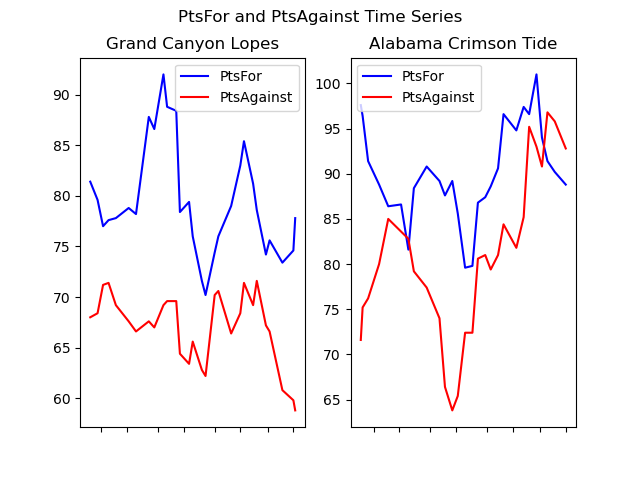 PtsFor and PtsAgainst Time Series
Grand Canyon Lopes
PtsFor
PtsAgainst
90
85
80
75
70
65
60
Alabama Crimson Tide
PtsFor
PtsAgainst
100
95
90
85
80
75
70
65